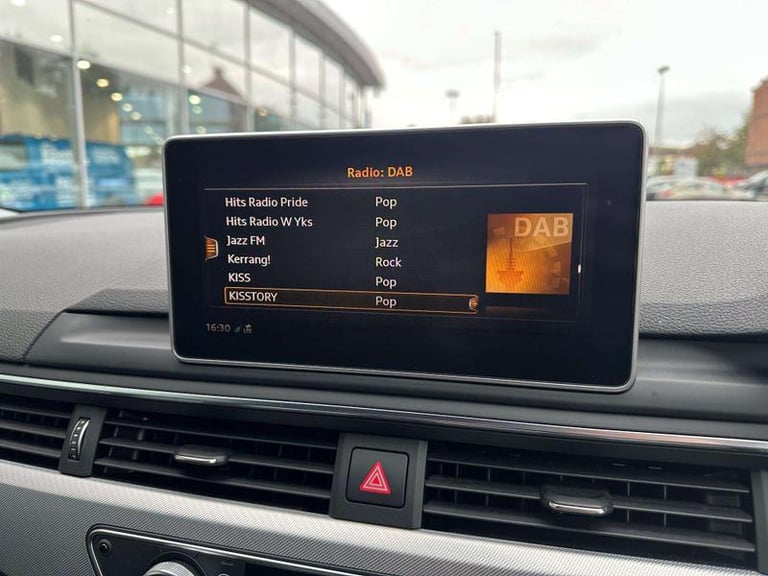 Radio: DAB
Hits Radio Pride Pop
Hits Radio W Yks Pop
Jazz FM Jazz
Kerrang! Rock
KISS Pop
KISSTORY Pop
DAB
16:30